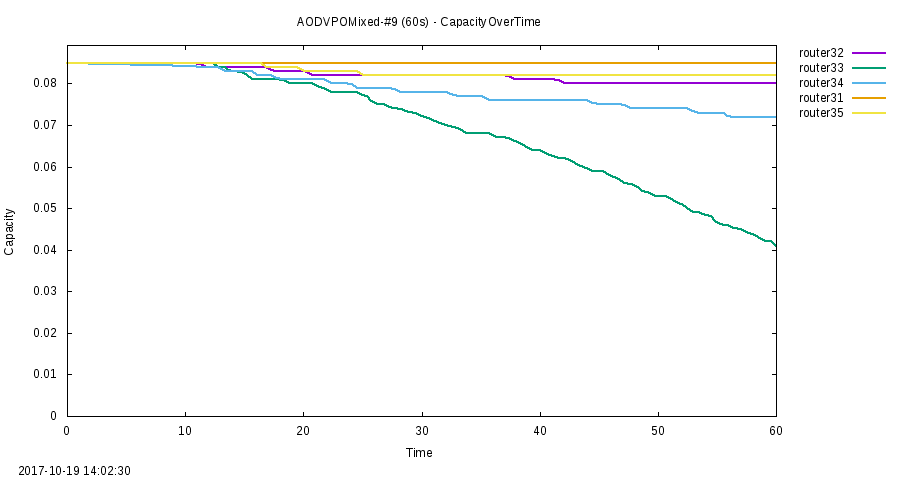 AODVPOMixed-#9 (60s) - CapacityOverTime
router32
router33
router34
router31
router35
0.08
0.07
0.06
0.05
0.04
0.03
0.02
0.01
0
Capacity
0 10 20 30 40 50 60
Time
2017-10-19 14:02:30